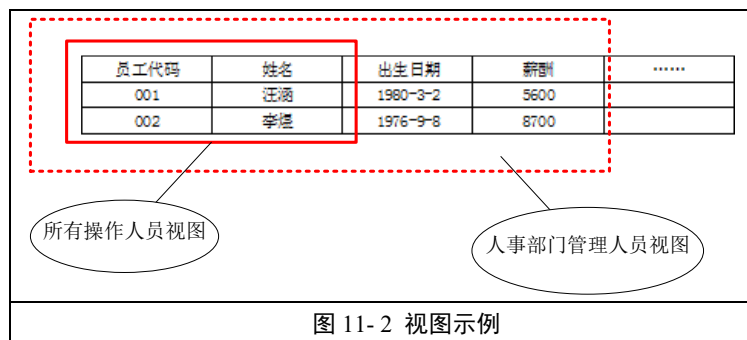 员工代码 姓名 出生日期 薪酬 ……
001 汪涵 1980-3-2 5600
002 李煜 1976-9-8 8700
所有操作人员视图
人事部门管理人员视图
图 11- 2 视图示例